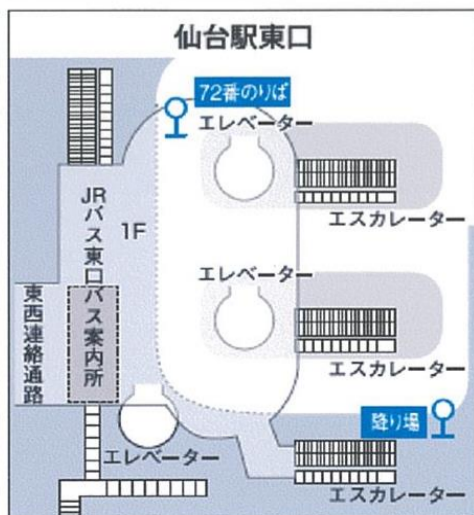 仙台駅東口
72番のりば
エレベーター
エスカレーター
JRバス東口バス案内所
1F
エレベーター
エスカレーター
東西連絡通路
降り場
エレベーター
エスカレーター